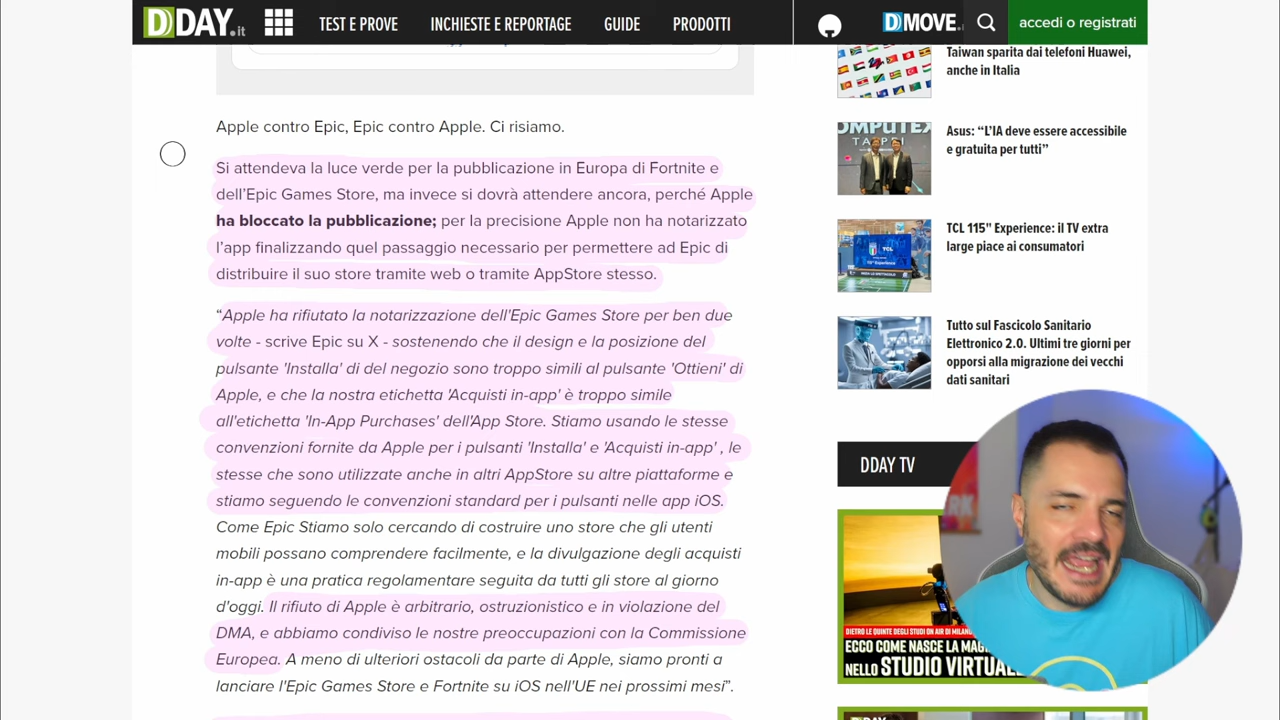 DDAY.it
TEST E PROVE
INCHIESTE E REPORTAGE
GUIDE
PRODOTTI
DMOVE.
accedi o registrati
Apple contro Epic, Epic contro Apple. Ci risiamo.
Si attendeva la luce verde per la pubblicazione in Europa di Fortnite e
dell'Epic Games Store, ma invece si dovrà attendere ancora, perché Apple
ha bloccato la pubblicazione; per la precisione Apple non ha notarizzato
l'app finalizzando quel passaggio necessario per permettere ad Epic di
distribuire il suo store tramite web o tramite AppStore stesso.
“Apple ha rifiutato la notarizzazione dell'Epic Games Store per ben due
volte - scrive Epic su X - sostenendo che il design e la posizione del
pulsante 'Installa' di del negozio sono troppo simili al pulsante 'Ottieni' di
Apple, e che la nostra etichetta 'Acquisti in-app' è troppo simile
all'etichetta 'In-App Purchases' dell'App Store. Stiamo usando le stesse
convenzioni fornite da Apple per i pulsanti 'Installa' e 'Acquisti in-app' , le
stesse che sono utilizzate anche in altri AppStore su altre piattaforme e
stiamo seguendo le convenzioni standard per i pulsanti nelle app iOS.
Come Epic Stiamo solo cercando di costruire uno store che gli utenti
mobili possano comprendere facilmente, e la divulgazione degli acquisti
in-app è una pratica regolamentare seguita da tutti gli store al giorno
d'oggi. Il rifiuto di Apple è arbitrario, ostruzionistico e in violazione del
DMA e abbiamo condiviso le nostre preoccupazioni con la Commissione
Europea. A meno di ulteriori ostacoli da parte di Apple, siamo pronti a
lanciare l'Epic Games Store e Fortnite su iOS nell'UE nei prossimi mesi”.
Taiwan sparita dai telefoni Huawei,
anche in Italia
Asus: “L'IA deve essere accessibile
e gratuita per tutti”
TCL 115" Experience: il TV extra
large piace ai consumatori
Tutto sul Fascicolo Sanitario
Elettronico 2.0. Ultimi tre giorni per
opporsi alla migrazione dei vecchi
dati sanitari
DDAY TV
DIETRO LE QUINTE DEGLI STUDI ON AIR DI MILANO
ECCO COME NASCE LA
NELLO STUDIO